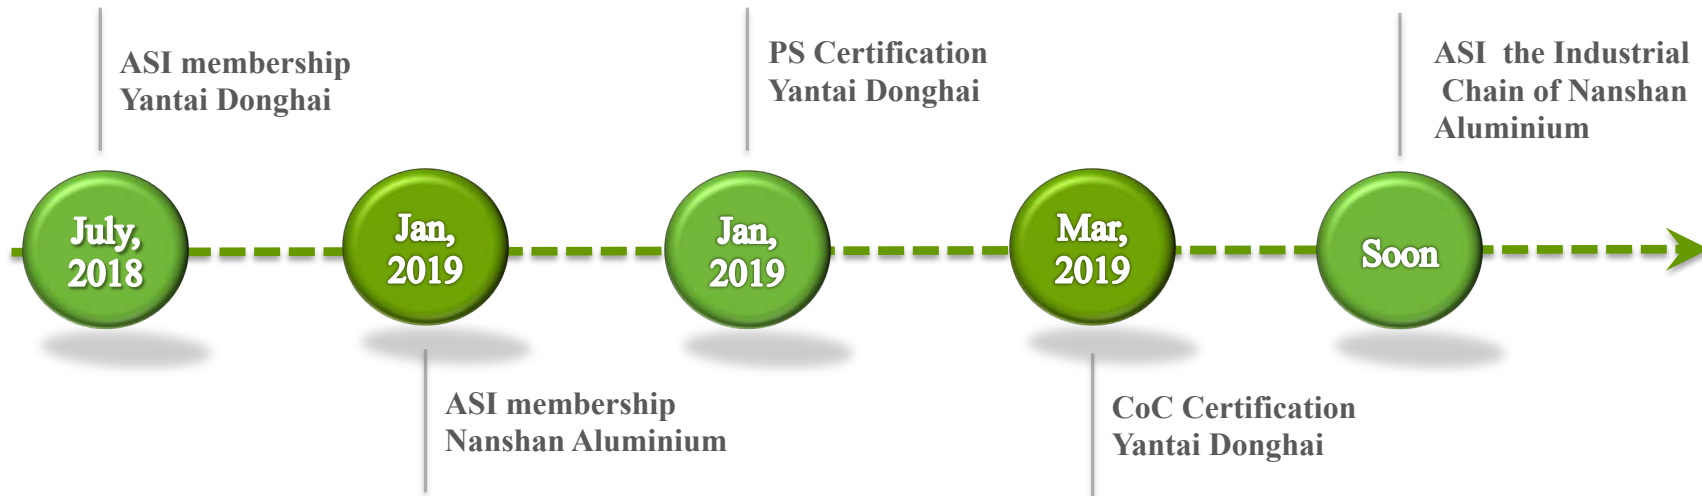 ASI membership
Yantai Donghai
PS Certification
Yantai Donghai
ASI  the Industrial
Chain of Nanshan
Aluminium
July,
2018
Jan,
2019
Jan,
2019
Mar,
2019
Soon
ASI membership
Nanshan Aluminium
CoC Certification
Yantai Donghai